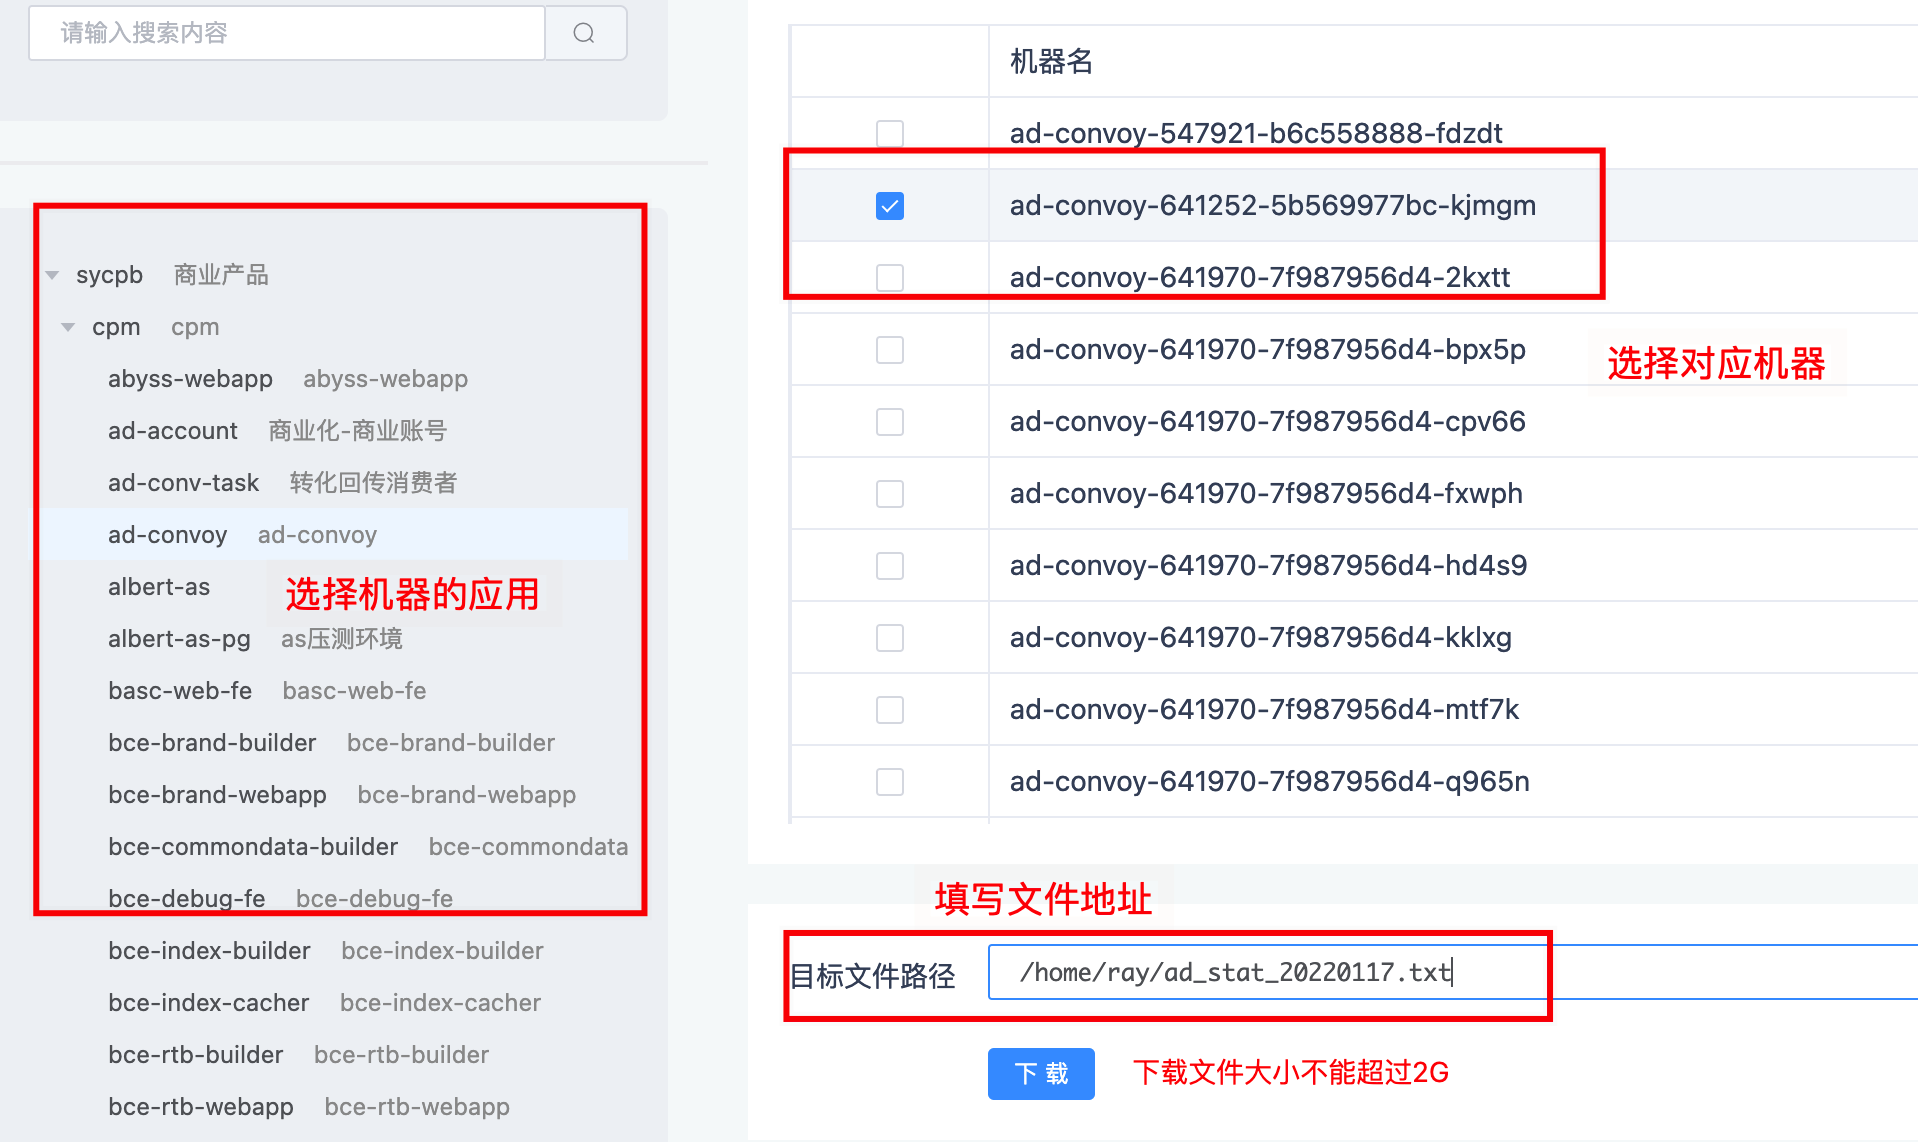 请输入搜索内容
sycpb 商业产品
cpm cpm
abyss-webapp abyss-webapp
ad-account 商业化-商业账号
ad-conv-task 转化回传消费者
ad-convoy ad-convoy
albert-as
选择机器的应用
albert-as-pg as压测环境
basc-web-fe basc-web-fe
bce-brand-builder bce-brand-builder
bce-brand-webapp bce-brand-webapp
bce-commondata-builder bce-commondata
bce-debug-fe bce-debug-fe
bce-index-builder bce-index-builder
bce-index-cacher bce-index-cacher
bce-rtb-builder bce-rtb-builder
bce-rtb-webapp bce-rtb-webapp
机器名
ad-convoy-547921-b6c558888-fdzdt
ad-convoy-641252-5b569977bc-kjmgm
ad-convoy-641970-7f987956d4-2kxtt
ad-convoy-641970-7f987956d4-bpx5p
选择对应机器
ad-convoy-641970-7f987956d4-cpv66
ad-convoy-641970-7f987956d4-fxwph
ad-convoy-641970-7f987956d4-hd4s9
ad-convoy-641970-7f987956d4-kklxg
ad-convoy-641970-7f987956d4-mtf7k
ad-convoy-641970-7f987956d4-q965n
填写文件地址
目标文件路径 /home/ray/ad_stat_20220117.txt
下 载 下载文件大小不能超过2G